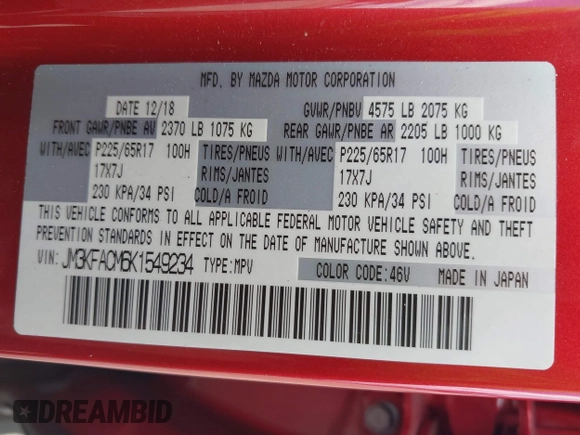 MFD. BY MAZDA MOTOR CORPORATION
DATE 12/18 GVWR/PNBV 4575 LB 2075 KG
FRONT GAWR/PNBE AV 2370 LB 1075 KG REAR GAWR/PNBE AR 2205 LB 1000 KG
WITH/AVEC P225/65R17 100H TIRES/PNEUS WITH/AVEC P225/65R17 100H TIRES/PNEUS
17X7J RIMS/JANTES 17X7J RIMS/JANTES
230 KPA/34 PSI COLD/A FROID 230 KPA/34 PSI COLD/A FROID
THIS VEHICLE CONFORMS TO ALL APPLICABLE FEDERAL MOTOR VEHICLE SAFETY AND THEFT
PREVENTION STANDARDS IN EFFECT ON THE DATE OF MANUFACTURE SHOWN ABOVE.
VIN: JM3KFACM6K1549234 TYPE:MPV COLOR CODE:46V MADE IN JAPAN
DREAMBID